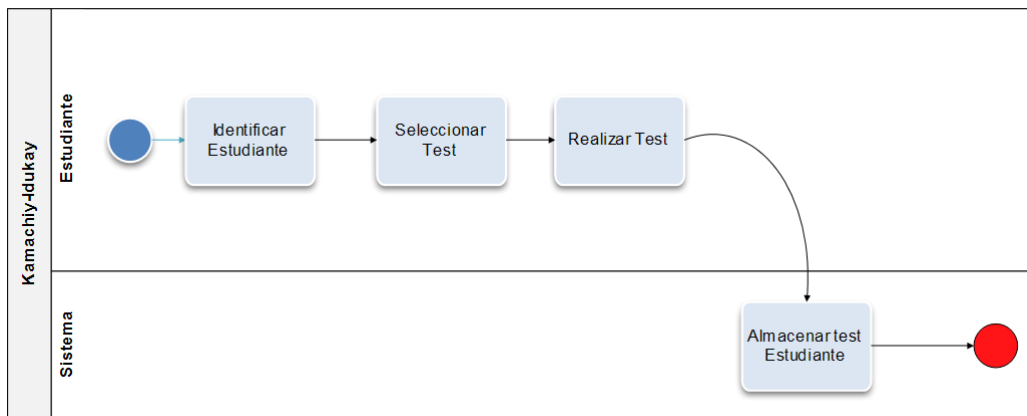 Kamachiy-Idukay
Estudiante
Identificar
Estudiante
Seleccionar
Test
Realizar Test
Sistema
Almacenar test
Estudiante